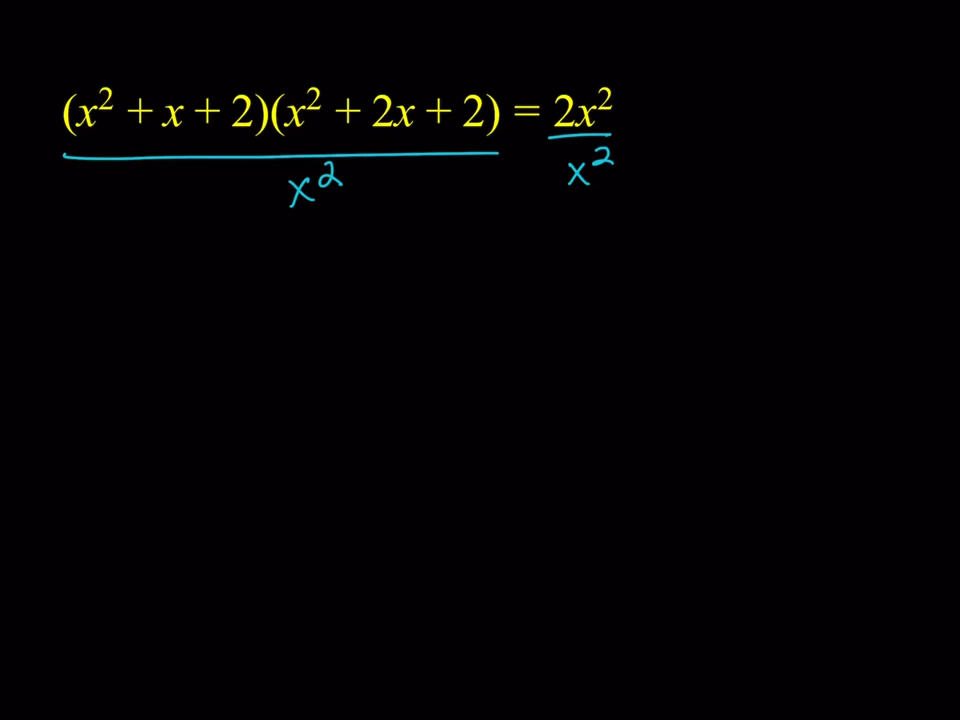 (x² + x + 2)(x² + 2x + 2) = 2x²
x² x²